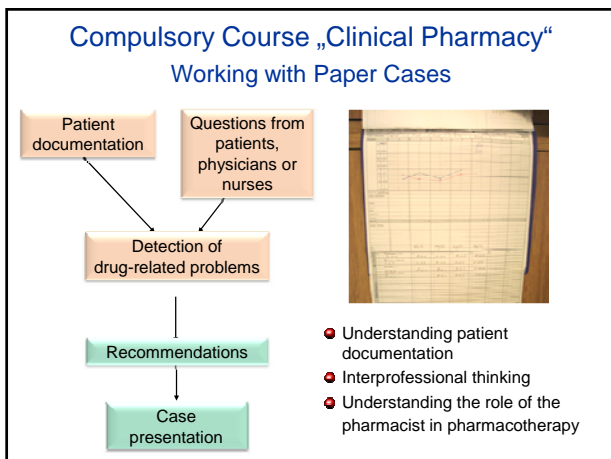 Compulsory Course „Clinical Pharmacy“
Working with Paper Cases
Patient
documentation
Questions from
patients,
physicians or
nurses
Detection of
drug-related problems
Recommendations
Case
presentation
Understanding patient
documentation
Interprofessional thinking
Understanding the role of the
pharmacist in pharmacotherapy